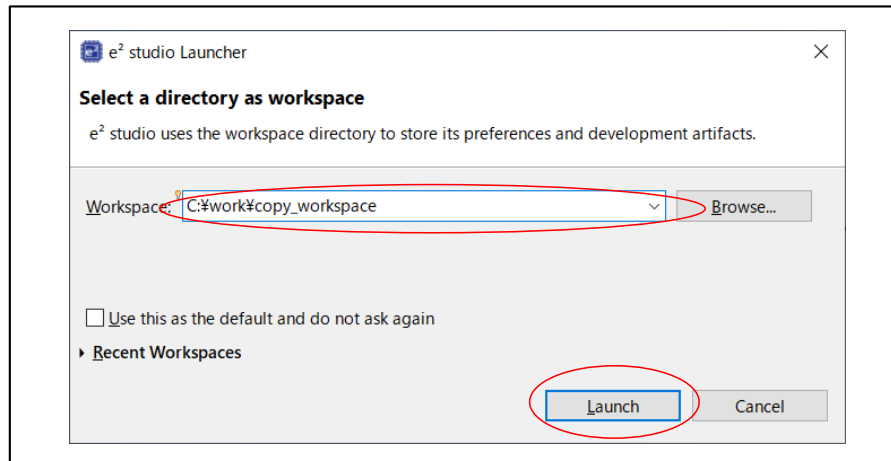 e² studio Launcher
Select a directory as workspace
e² studio uses the workspace directory to store its preferences and development artifacts.
Workspace: C:¥work¥copy_workspace Browse...
Use this as the default and do not ask again
Recent Workspaces
Launch Cancel